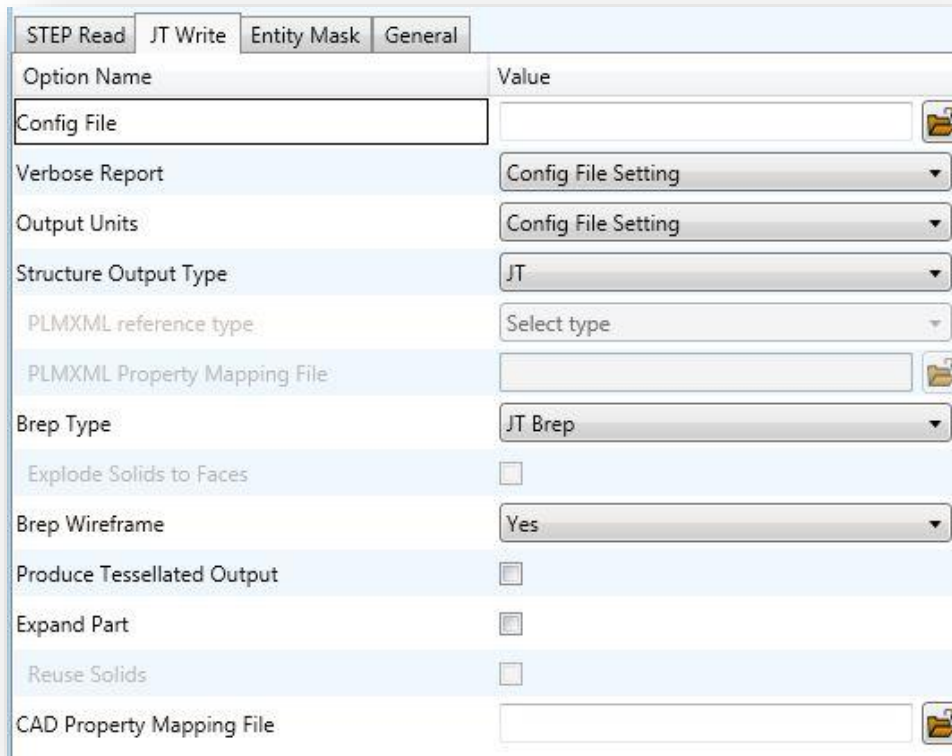 STEP Read JT Write Entity Mask General
Option Name Value
Config File
Verbose Report Config File Setting
Output Units Config File Setting
Structure Output Type JT
PLMXML reference type Select type
PLMXML Property Mapping File
Brep Type JT Brep
Explode Solids to Faces
Brep Wireframe Yes
Produce Tessellated Output
Expand Part
Reuse Solids
CAD Property Mapping File